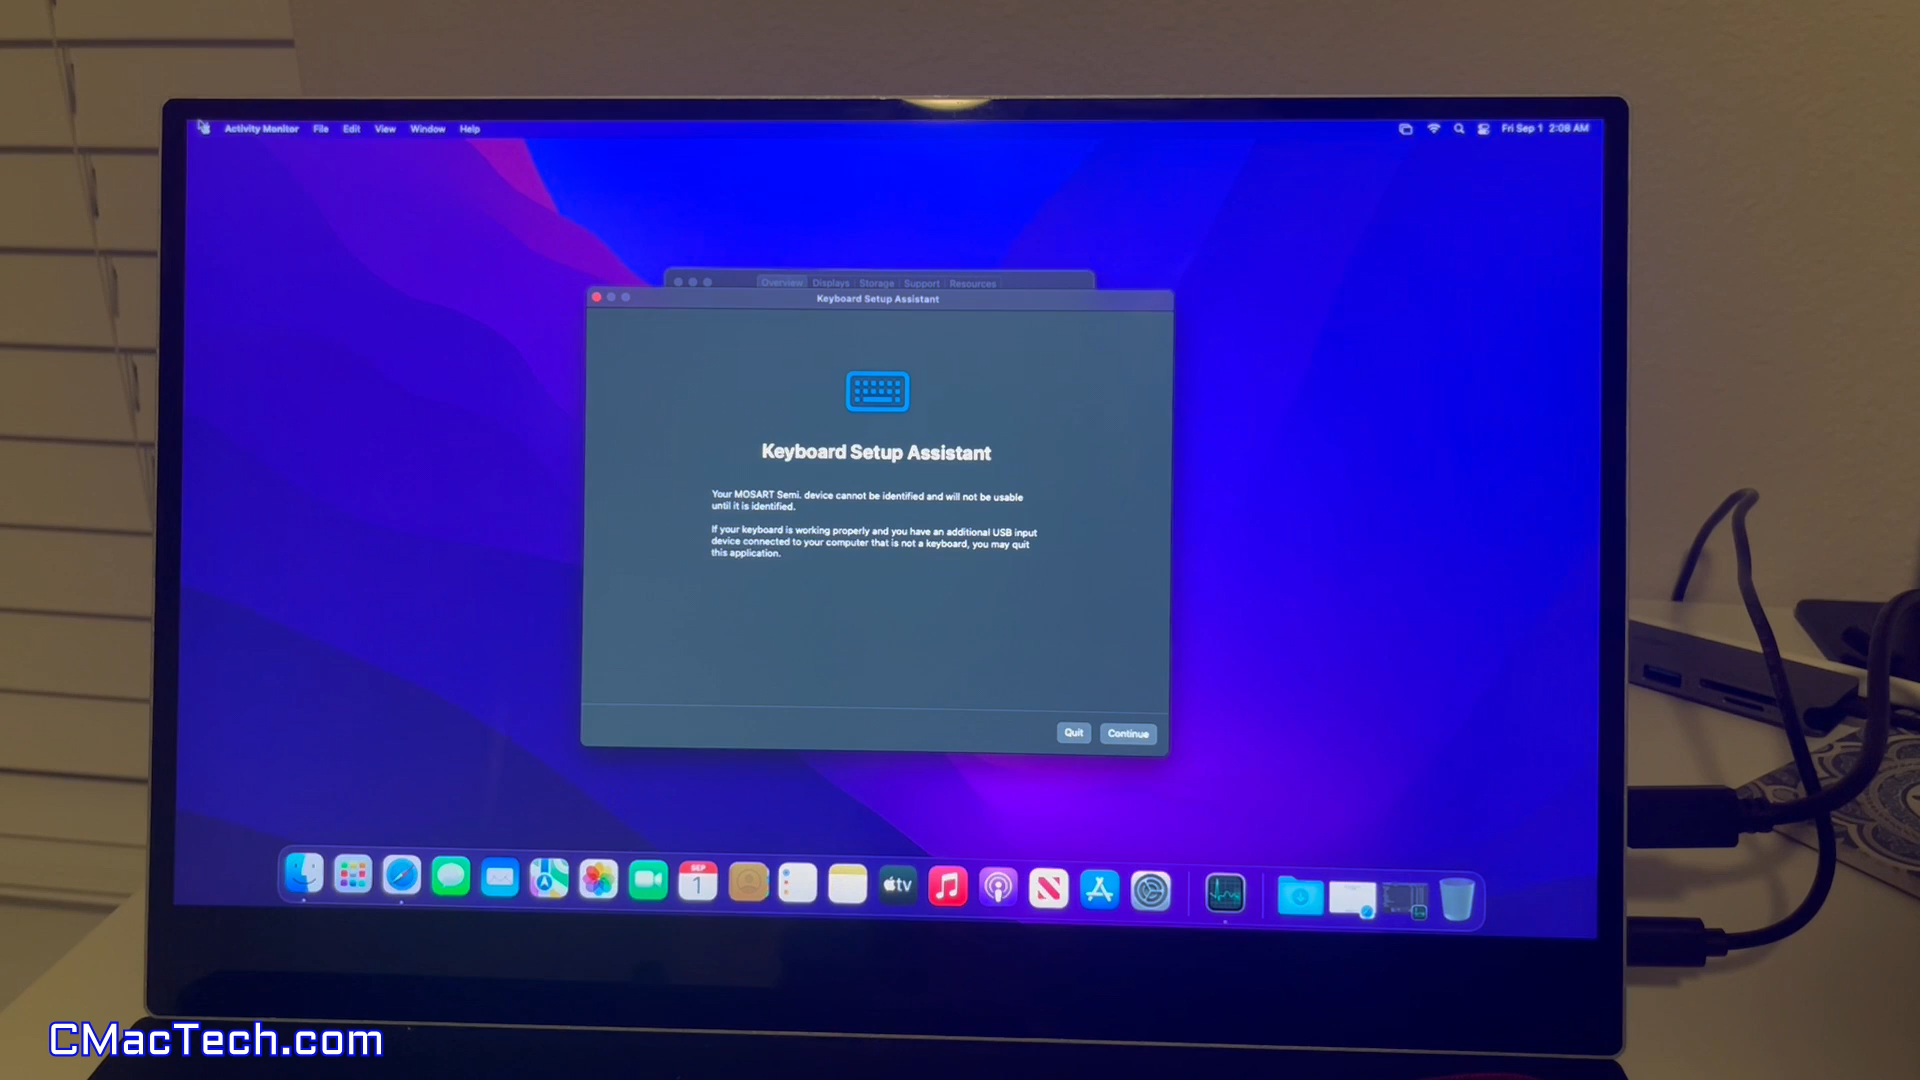 Activity Monitor File Edit View Window Help
Fri Sep 1 2:08 AM
Overview Displays Storage Support Resources
Keyboard Setup Assistant
Keyboard Setup Assistant
Your MOSART Semi. device cannot be identified and will not be usable
until it is identified.
If your keyboard is working properly and you have an additional USB input
device connected to your computer that is not a keyboard, you may quit
this application.
Quit Continue
SEP
1
tv
CMacTech.com